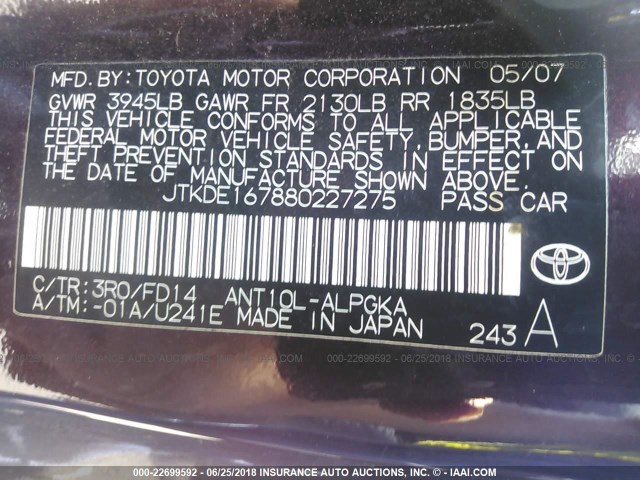 MFD.BY:TOYOTA MOTOR CORPORATION 05/07
GVWR 3945LB GAWR FR 2130LB RR 1835LB
THIS VEHICLE CONFORMS TO ALL APPLICABLE
FEDERAL MOTOR VEHICLE SAFETY,BUMPER,AND
THEFT PREVENTION STANDARDS IN EFFECT ON
THE DATE OF MANUFACTURE SHOWN ABOVE.
JTKDE167880227275 PASS CAR
C/TR:3R0/FD14 ANT10L-ALPGKA
A/TM:-01A/U241E MADE IN JAPAN
243 A
TOYOTA
000-22699592 - 06/25/2018 INSURANCE AUTO AUCTIONS, INC. - © - IAAI.COM